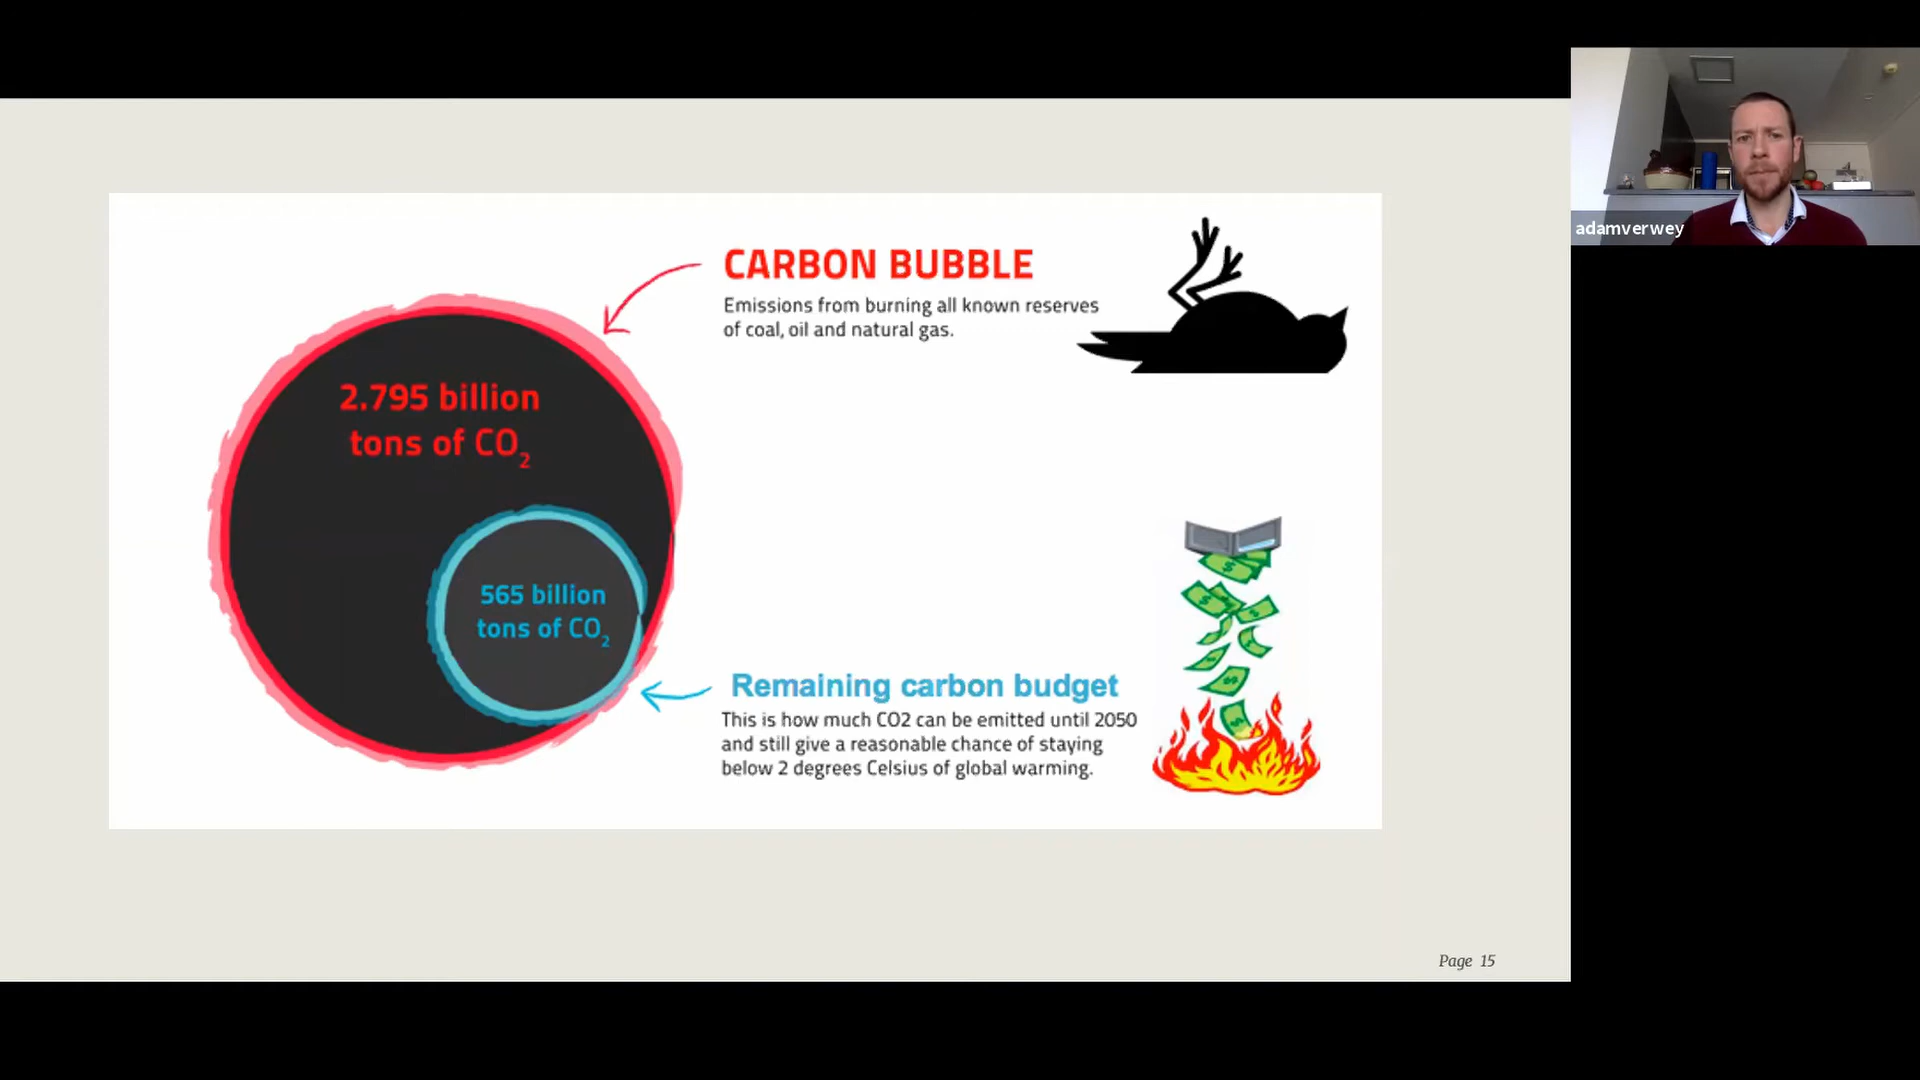 CARBON BUBBLE
Emissions from burning all known reserves
of coal, oil and natural gas.
2.795 billion
tons of CO2
565 billion
tons of CO2
Remaining carbon budget
This is how much CO2 can be emitted until 2050
and still give a reasonable chance of staying
below 2 degrees Celsius of global warming.
Page 15
adamverwey